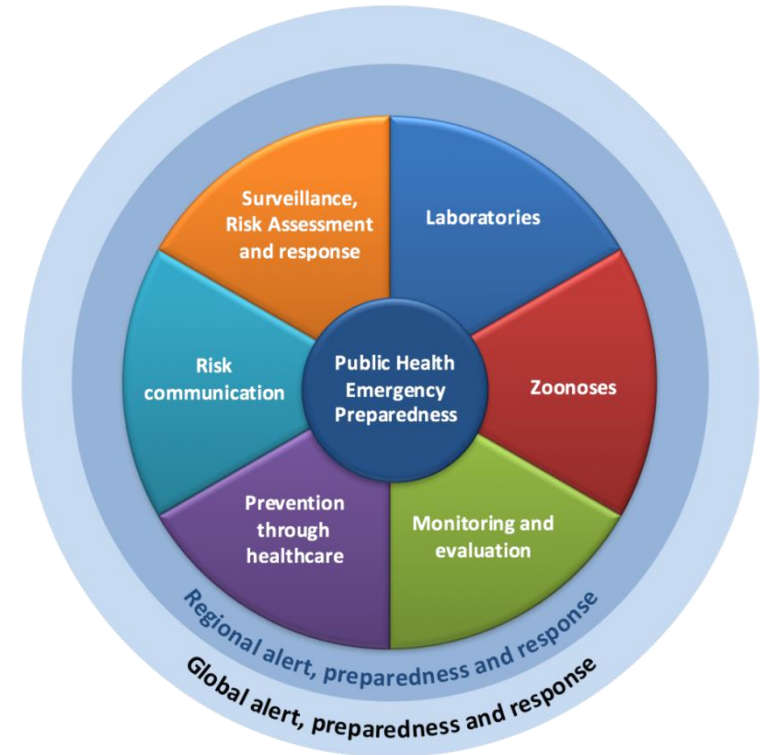 Surveillance,
Risk Assessment
and response
Laboratories
Risk
communication
Public Health
Emergency
Preparedness
Zoonoses
Prevention
through
healthcare
Monitoring and
evaluation
Regional alert, preparedness and response
Global alert, preparedness and response